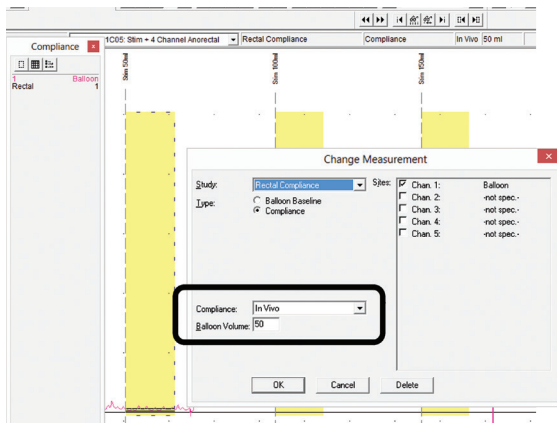 Compliance
1C05: Stim + 4 Channel Anorectal
Rectal Compliance
Compliance
In Vivo
50 ml
1 Balloon
Rectal 1
Stim 50ml
Stim 100ml
Stim 150ml
Change Measurement
Study: Rectal Compliance
Type: Balloon Baseline
Compliance
Sites:
Chan. 1: Balloon
Chan. 2: -not spec.-
Chan. 3: -not spec.-
Chan. 4: -not spec.-
Chan. 5: -not spec.-
Compliance: In Vivo
Balloon Volume: 50
OK Cancel Delete